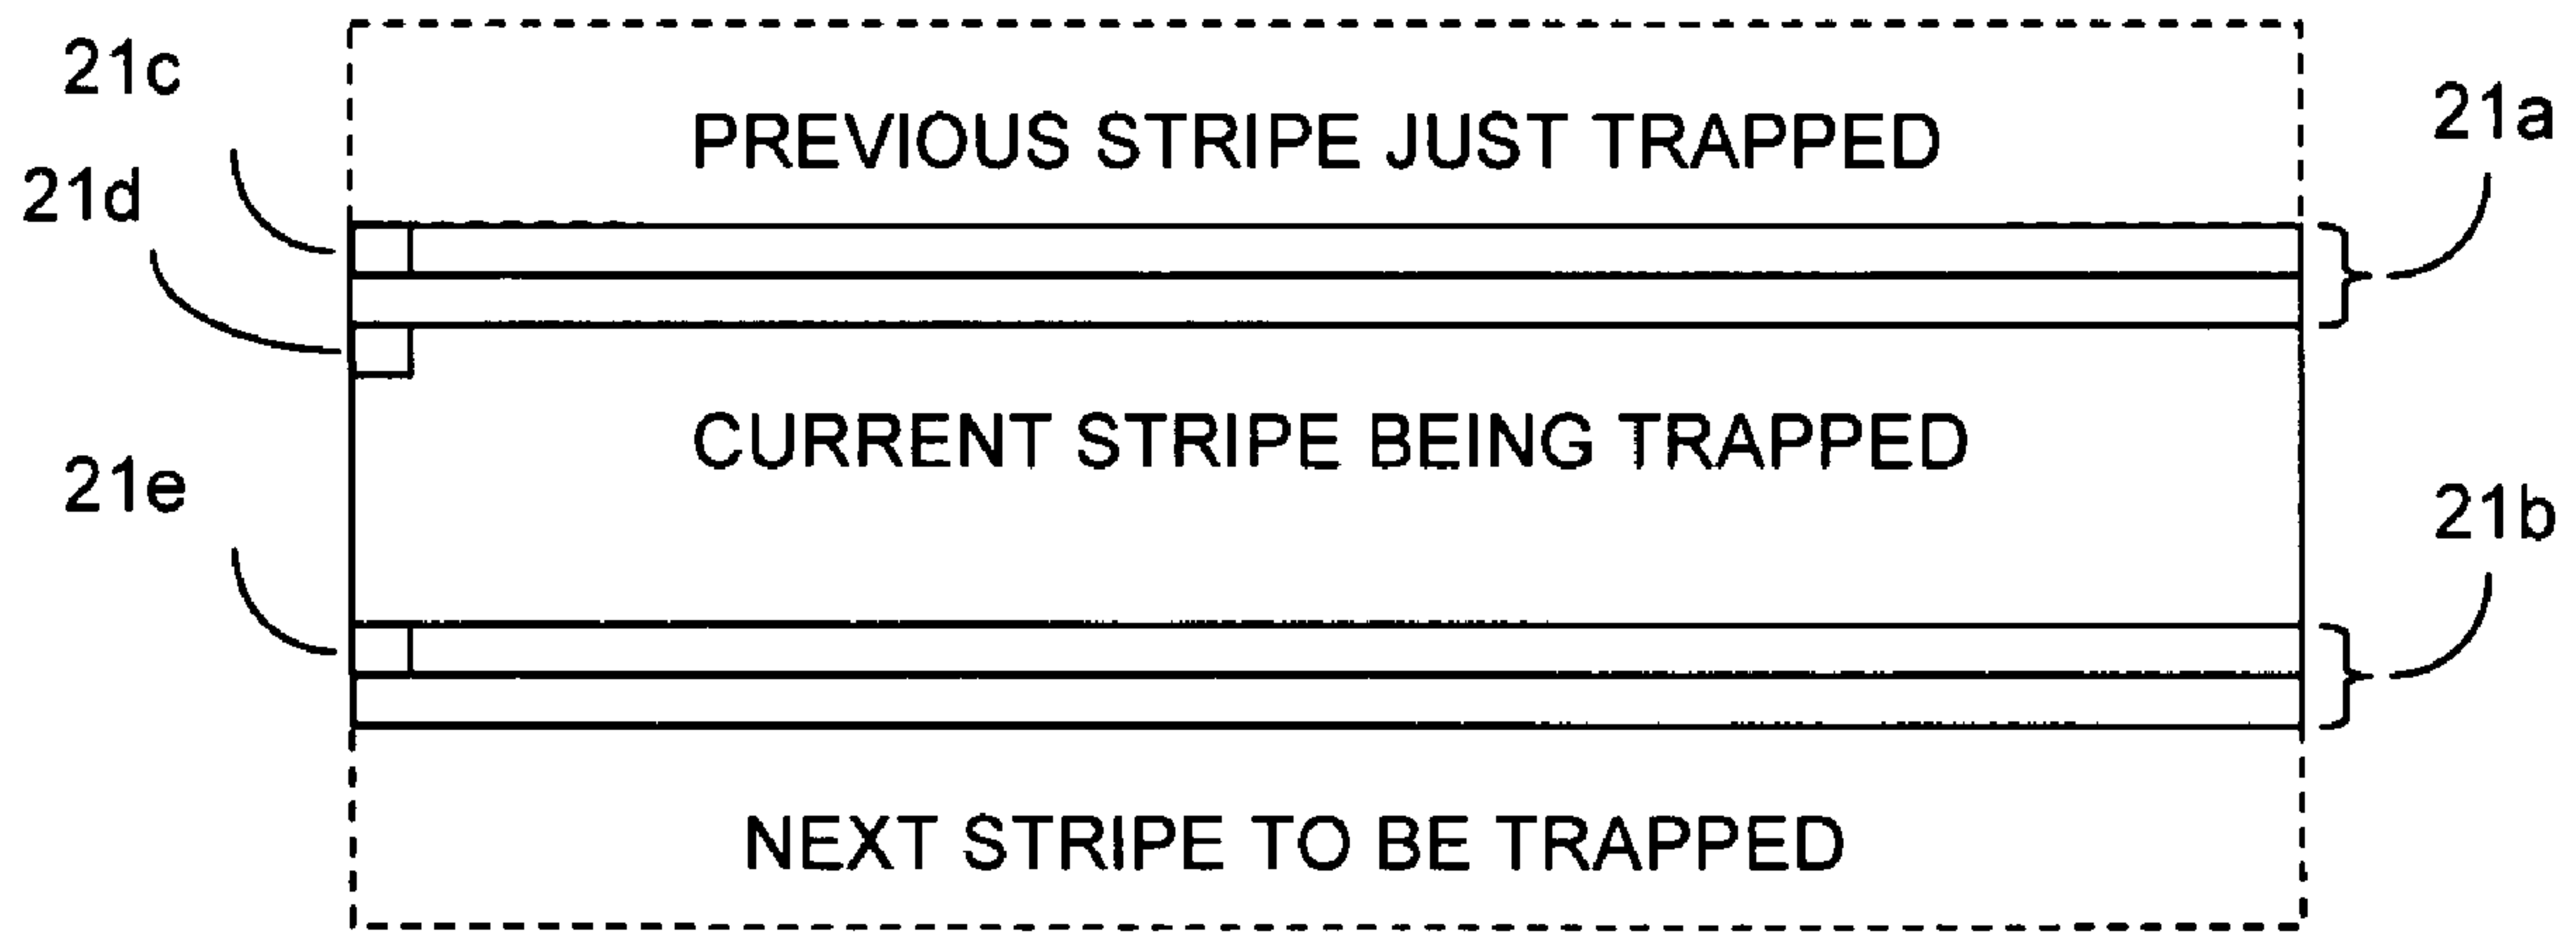 21c
PREVIOUS STRIPE JUST TRAPPED
21a
21d
CURRENT STRIPE BEING TRAPPED
21e
21b
NEXT STRIPE TO BE TRAPPED